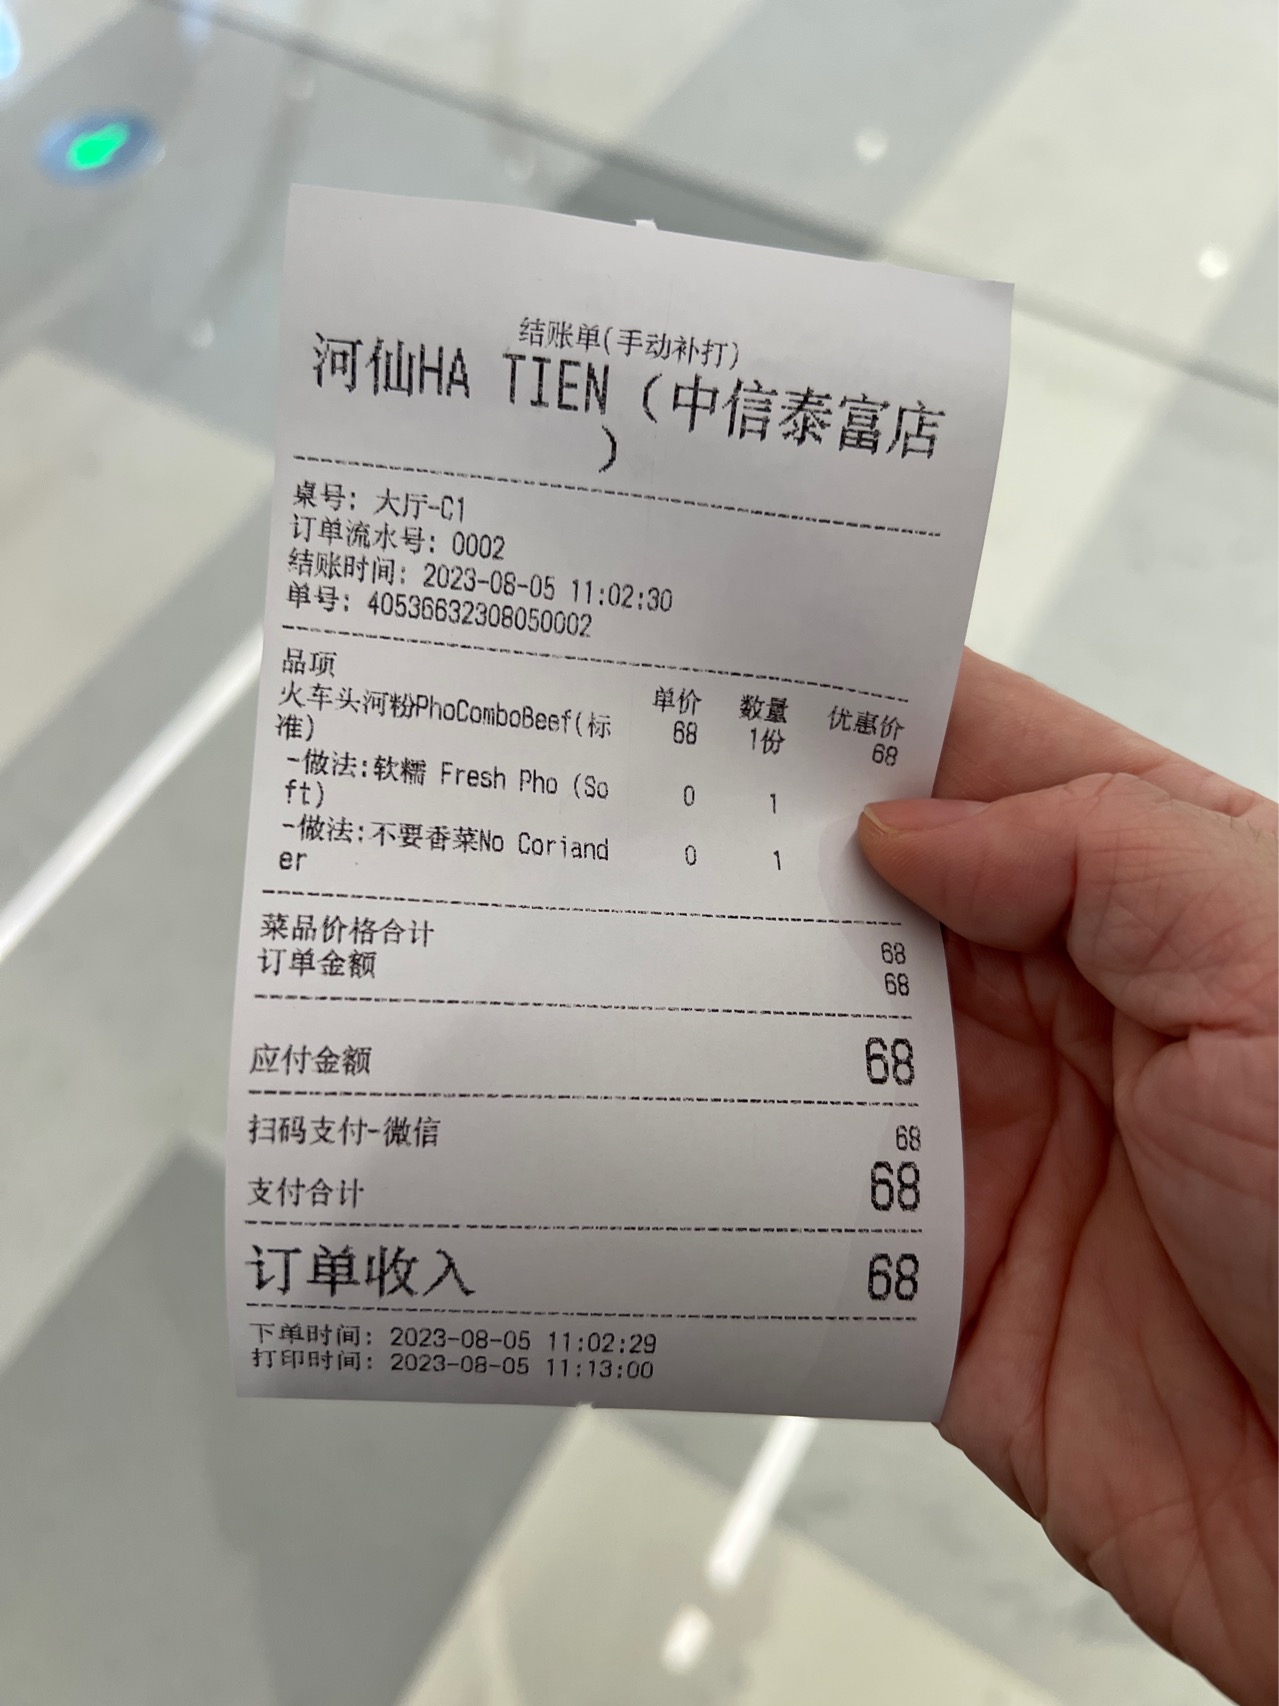 结账单(手动补打)
河仙HA TIEN（中信泰富店
）
桌号: 大厅-C1
订单流水号: 0002
结账时间: 2023-08-05 11:02:30
单号: 40536632308050002
品项 单价 数量 优惠价
火车头河粉PhoComboBeef(标 68 1份 68
准)
-做法:软糯 Fresh Pho (So 0 1
ft)
-做法:不要香菜No Coriand 0 1
er
菜品价格合计 68
订单金额 68
应付金额 68
扫码支付-微信 68
支付合计 68
订单收入 68
下单时间: 2023-08-05 11:02:29
打印时间: 2023-08-05 11:13:00